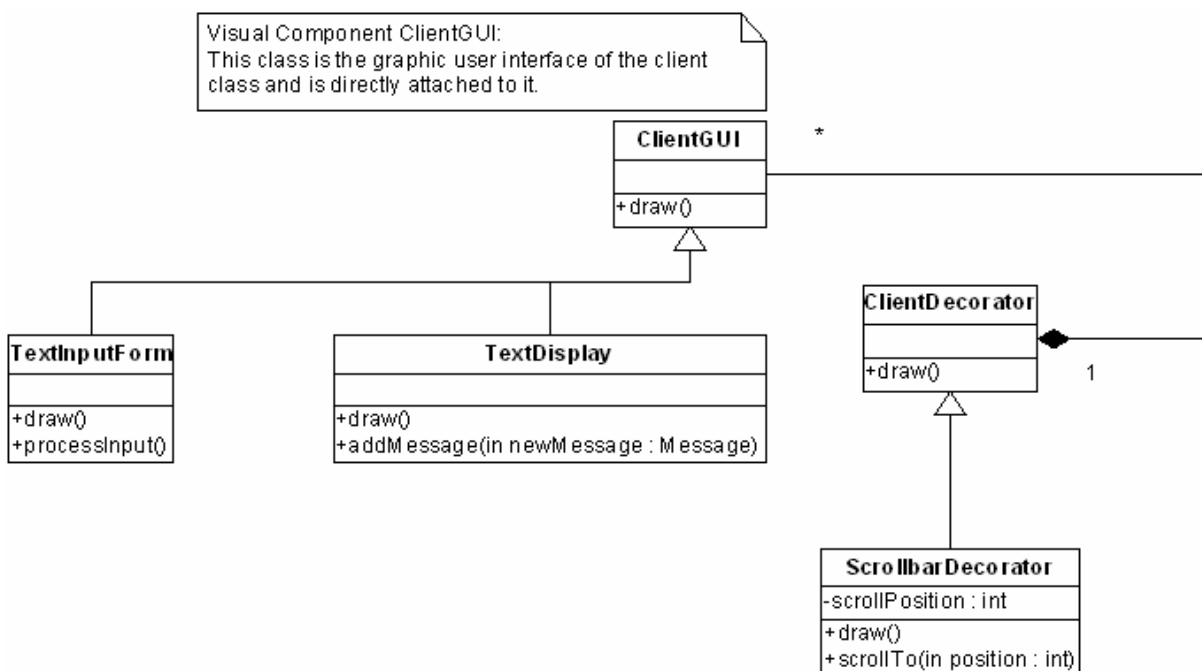 Visual Component ClientGUI:
This class is the graphic user interface of the client
class and is directly attached to it.
ClientGUI
+draw()
*
ClientDecorator
+draw()
1
TextInputForm
+draw()
+processInput()
TextDisplay
+draw()
+addMessage(in newMessage : Message)
ScrollbarDecorator
-scrollPosition : int
+draw()
+scrollTo(in position : int)